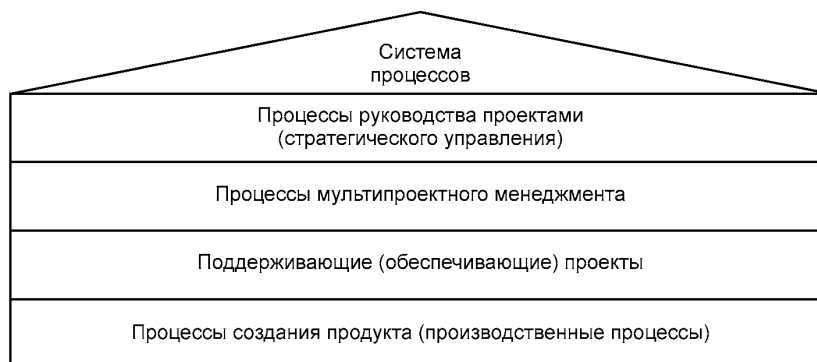 Система
процессов
Процессы руководства проектами
(стратегического управления)
Процессы мультипроектного менеджмента
Поддерживающие (обеспечивающие) проекты
Процессы создания продукта (производственные процессы)